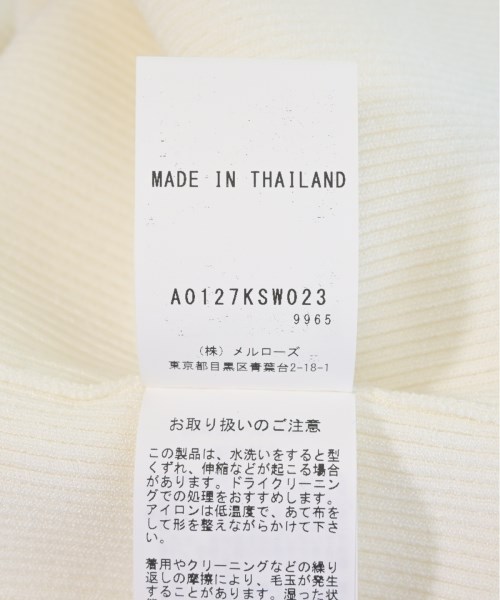 MADE IN THAILAND
A0127KSW023
9965
（株）メルローズ
東京都目黒区青葉台2-18-1
お取り扱いのご注意
この製品は、水洗いをすると型
くずれ、伸縮などが起こる場合
があります。ドライクリーニン
グでの処理をおすすめします。
アイロンは低温度で、あて布を
して形を整えながらかけて下さ
い。
着用やクリーニングなどの繰り
返しの摩擦により、毛玉が発生
することがあります。湿った状